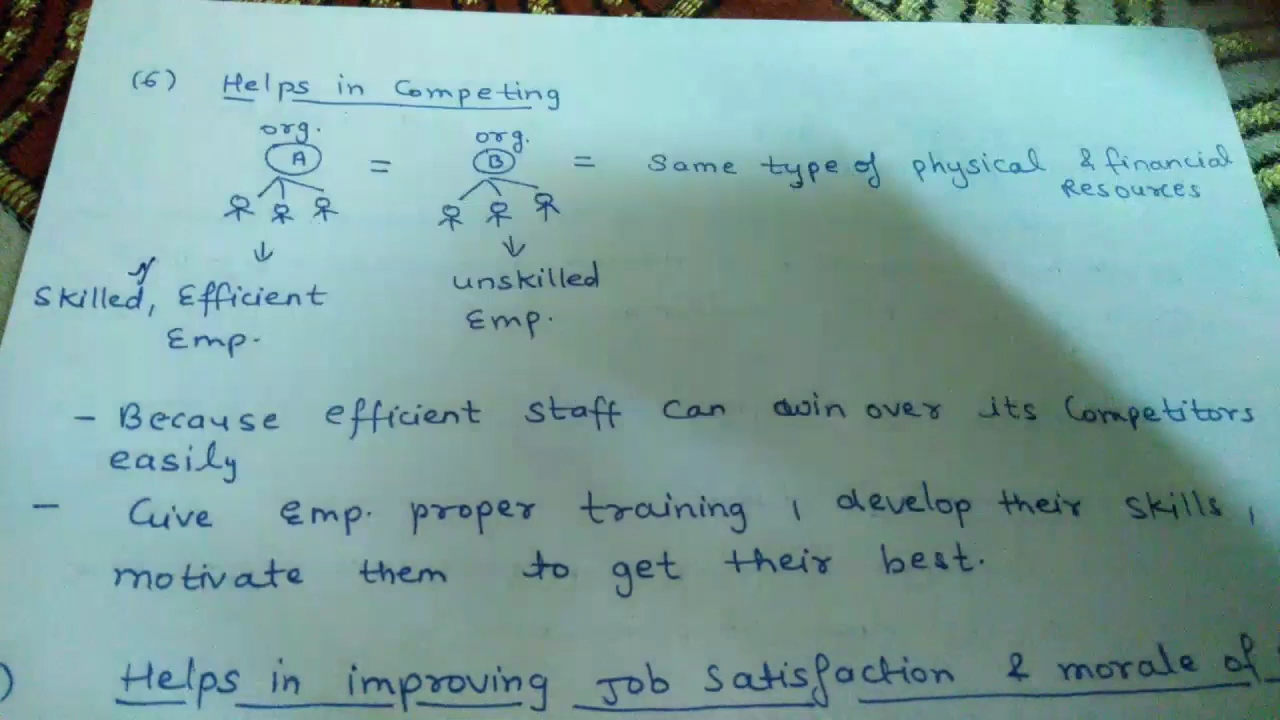 (6) Helps in Competing
org. org.
A = B = Same type of physical & financial
Resources
Skilled, Efficient unskilled
Emp. Emp.
- Because efficient staff can win over its Competitors
easily
- Give Emp. proper training, develop their skills,
motivate them to get their best.
) Helps in improving Job Satisfaction & morale of